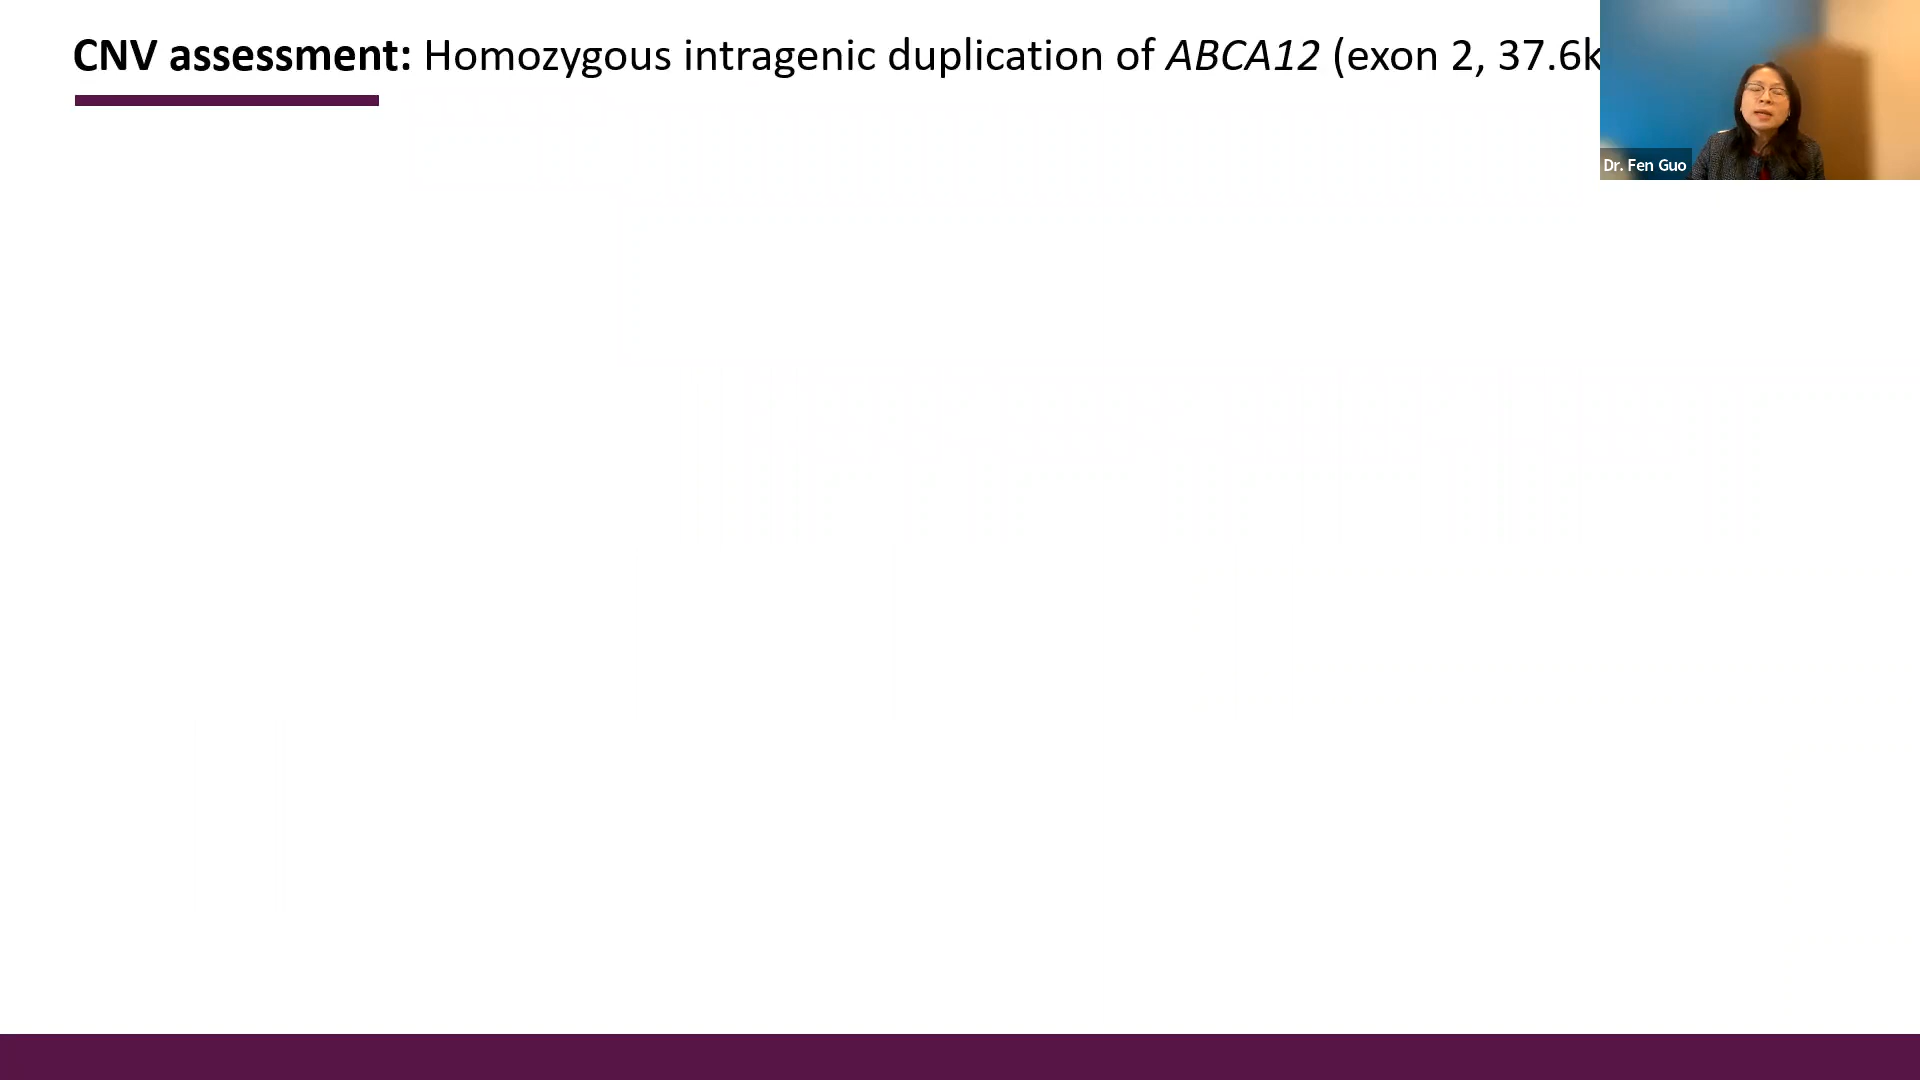 CNV assessment: Homozygous intragenic duplication of ABCA12 (exon 2, 37.6k
Dr. Fen Guo